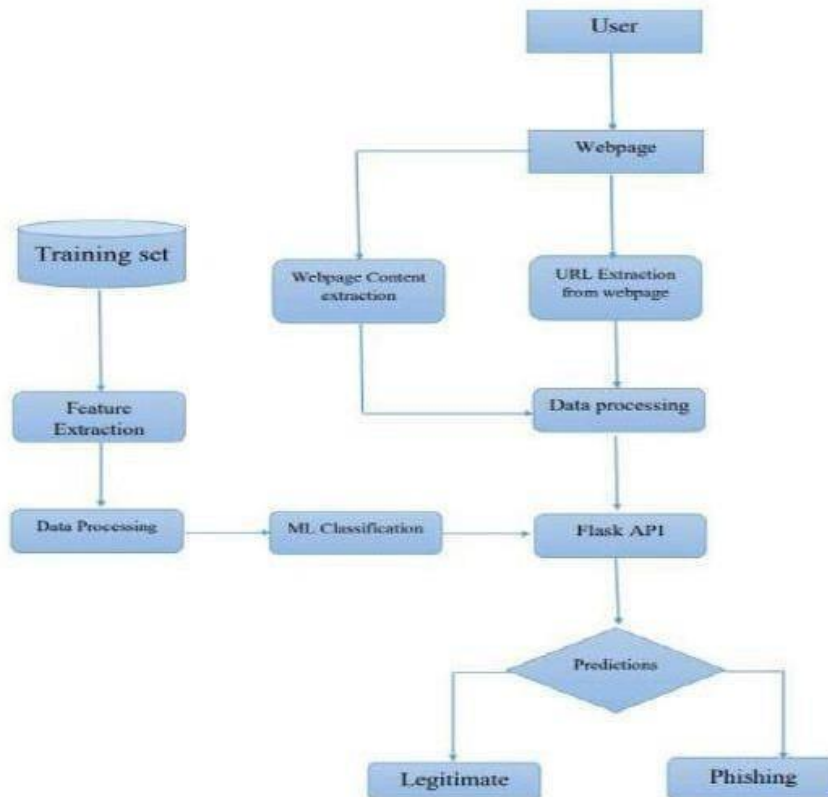 User
Webpage
Training set
Webpage Content
extraction
URL Extraction
from webpage
Feature
Extraction
Data processing
Data Processing
ML Classification
Flask API
Predictions
Legitimate
Phishing